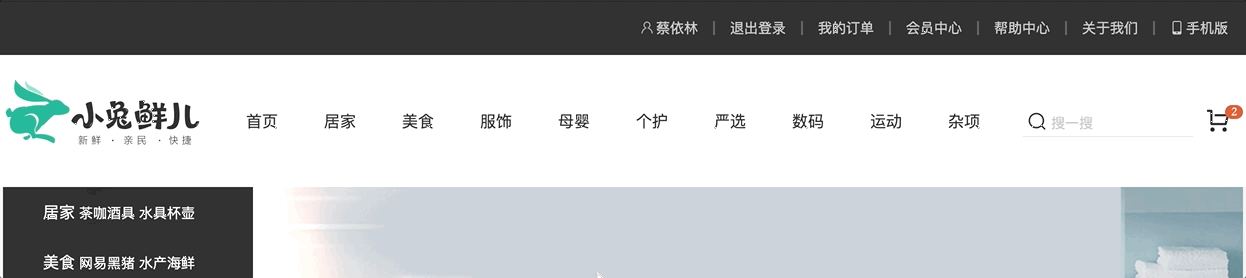 蔡依林 | 退出登录 | 我的订单 | 会员中心 | 帮助中心 | 关于我们 | 手机版
小兔鲜儿
新鲜 · 亲民 · 快捷
首页 居家 美食 服饰 母婴 个护 严选 数码 运动 杂项 搜一搜 2
居家 茶咖酒具 水具杯壶
美食 网易黑猪 水产海鲜